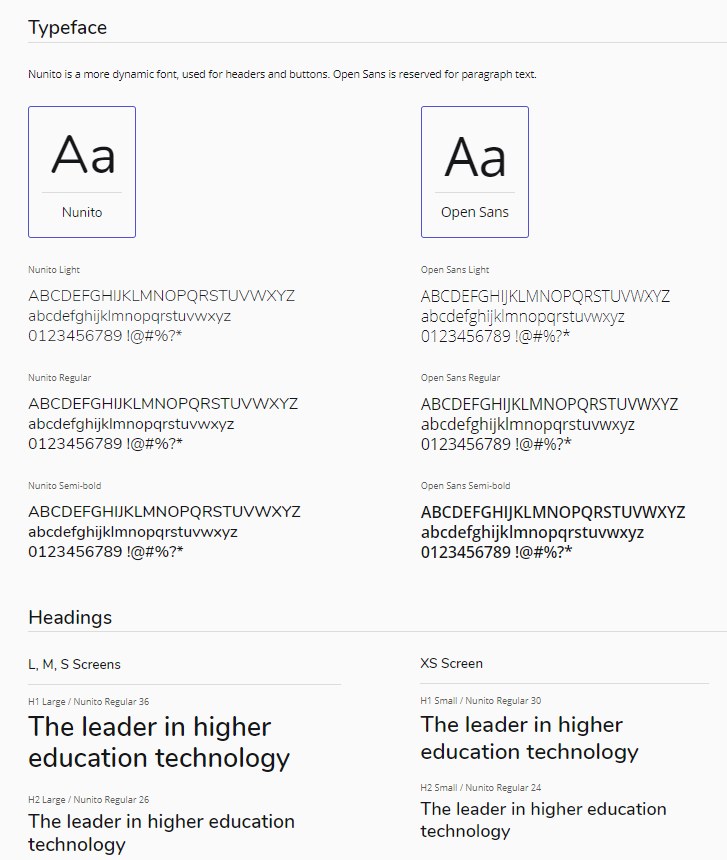 Typeface
Nunito is a more dynamic font, used for headers and buttons. Open Sans is reserved for paragraph text.
Aa
Nunito
Aa
Open Sans
Nunito Light
ABCDEFGHIJKLMNOPQRSTUVWXYZ
abcdefghijklmnopqrstuvwxyz
0123456789 !@#%?*
Open Sans Light
ABCDEFGHIJKLMNOPQRSTUVWXYZ
abcdefghijklmnopqrstuvwxyz
0123456789 !@#%?*
Nunito Regular
ABCDEFGHIJKLMNOPQRSTUVWXYZ
abcdefghijklmnopqrstuvwxyz
0123456789 !@#%?*
Open Sans Regular
ABCDEFGHIJKLMNOPQRSTUVWXYZ
abcdefghijklmnopqrstuvwxyz
0123456789 !@#%?*
Nunito Semi-bold
ABCDEFGHIJKLMNOPQRSTUVWXYZ
abcdefghijklmnopqrstuvwxyz
0123456789 !@#%?*
Open Sans Semi-bold
ABCDEFGHIJKLMNOPQRSTUVWXYZ
abcdefghijklmnopqrstuvwxyz
0123456789 !@#%?*
Headings
L, M, S Screens
H1 Large / Nunito Regular 36
The leader in higher
education technology
H2 Large / Nunito Regular 26
The leader in higher education
technology
XS Screen
H1 Small / Nunito Regular 30
The leader in higher
education technology
H2 Small / Nunito Regular 24
The leader in higher education
technology